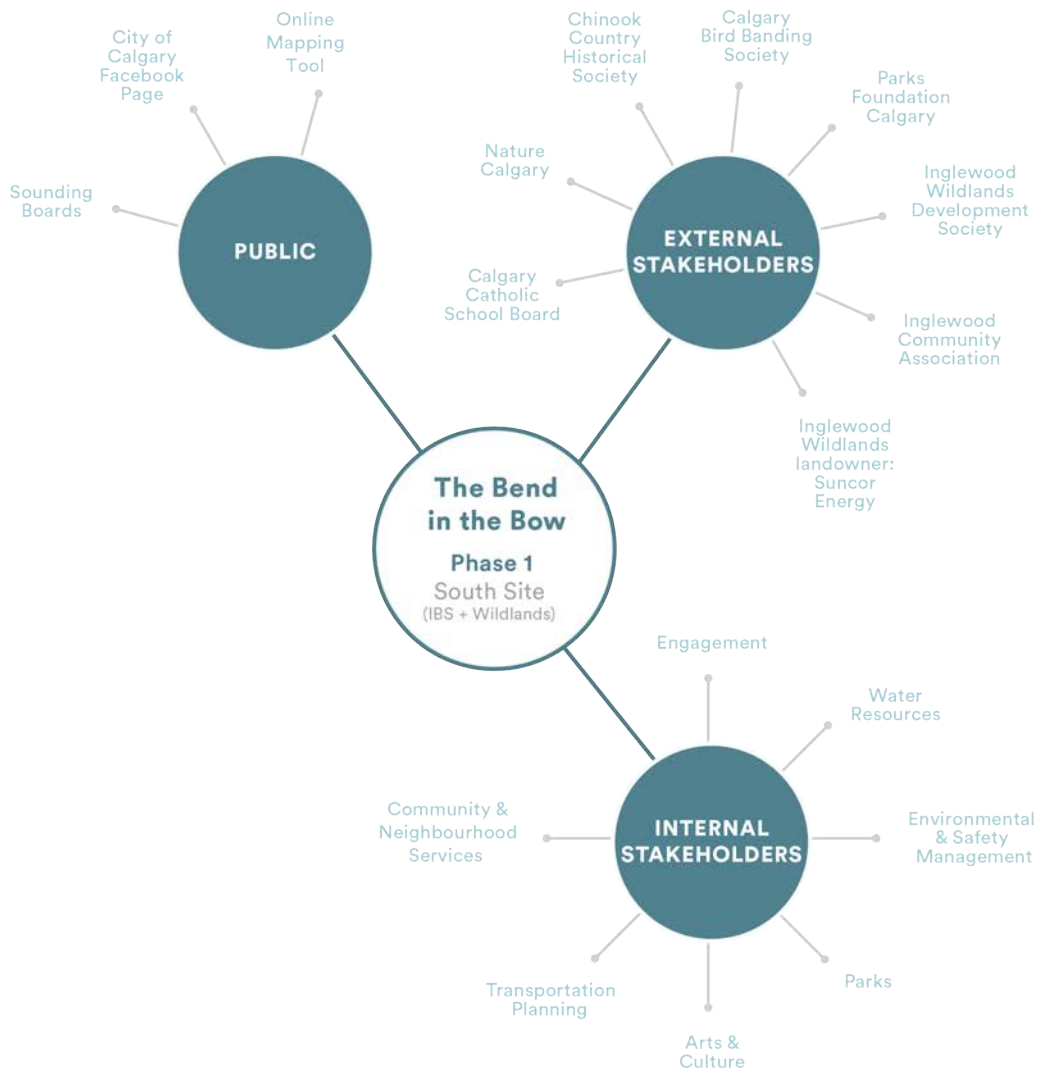 City of
Calgary
Facebook
Page
Online
Mapping
Tool
Sounding
Boards
PUBLIC
Chinook
Country
Historical
Society
Calgary
Bird Banding
Society
Parks
Foundation
Calgary
Nature
Calgary
Inglewood
Wildlands
Development
Society
EXTERNAL
STAKEHOLDERS
Calgary
Catholic
School Board
Inglewood
Community
Association
Inglewood
Wildlands
landowner:
Suncor
Energy
The Bend
in the Bow
Phase 1
South Site
(IBS + Wildlands)
Engagement
Water
Resources
Community &
Neighbourhood
Services
INTERNAL
STAKEHOLDERS
Environmental
& Safety
Management
Transportation
Planning
Parks
Arts &
Culture